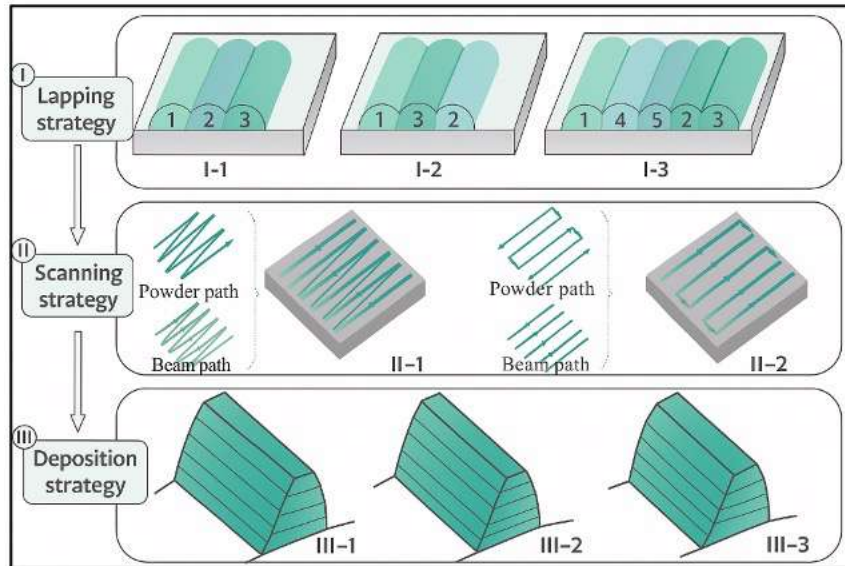 I
Lapping
strategy
1 2 3
I-1
1 3 2
I-2
1 4 5 2 3
I-3
II
Scanning
strategy
Powder path
Beam path
II-1
Powder path
Beam path
II-2
III
Deposition
strategy
III-1
III-2
III-3